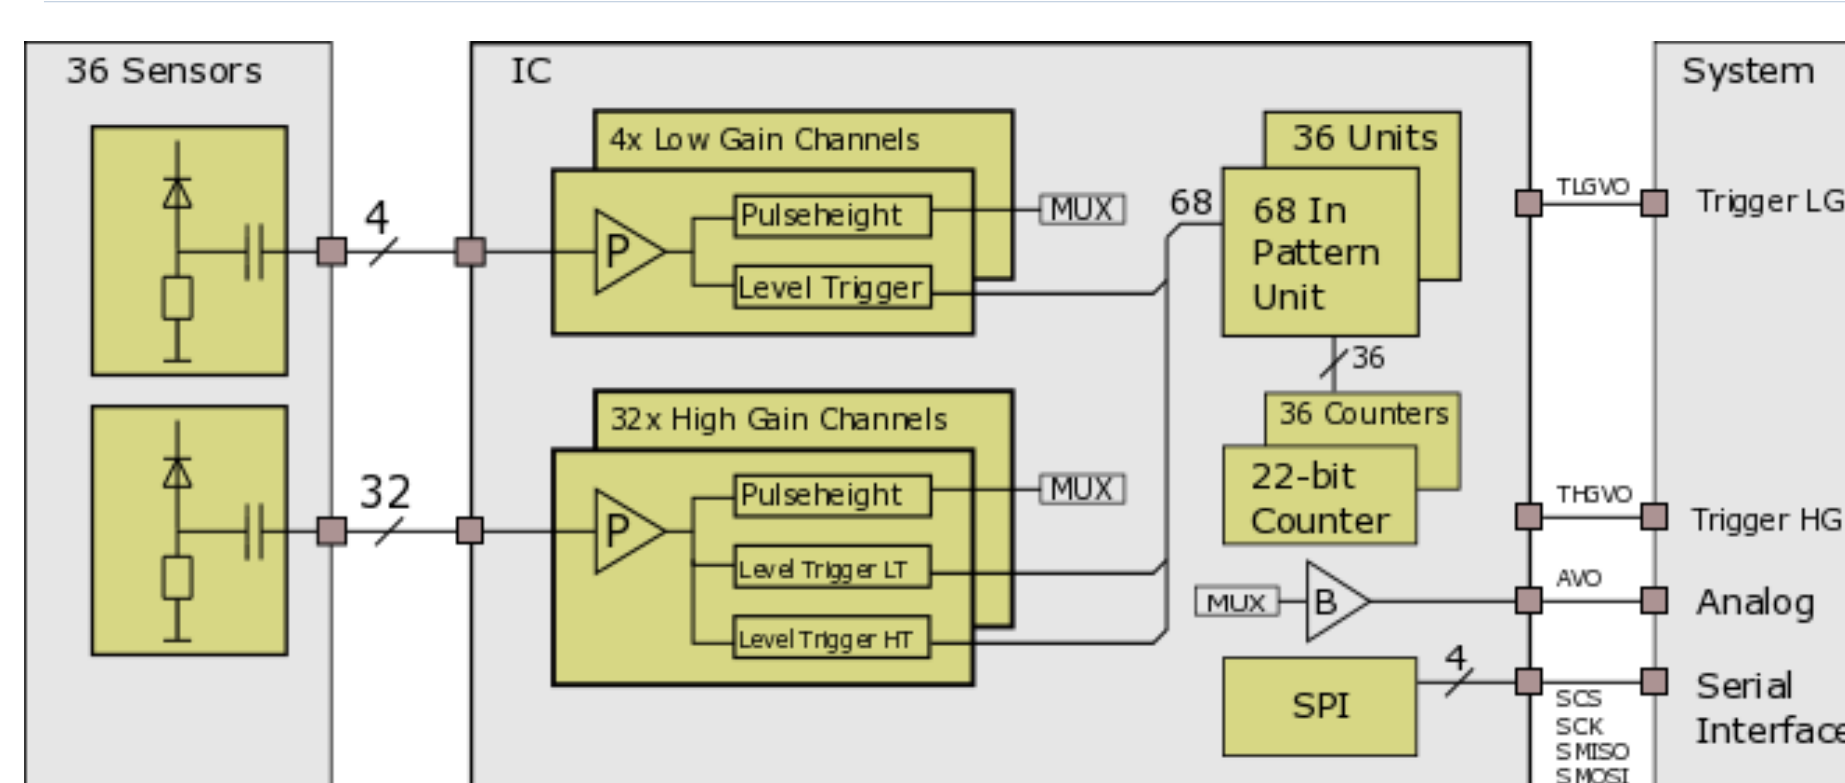 36 Sensors
IC
System
4x Low Gain Channels
36 Units
4
P
Pulseheight
MUX
68
68 In
Pattern
Unit
Level Trigger
TLGVO
Trigger LG
36
32x High Gain Channels
36 Counters
32
P
Pulseheight
MUX
22-bit
Counter
Level Trigger LT
Level Trigger HT
THGVO
Trigger HG
MUX
B
AVO
Analog
SPI
4
Serial
Interface
SCS
SCK
SMISO
SMOSI